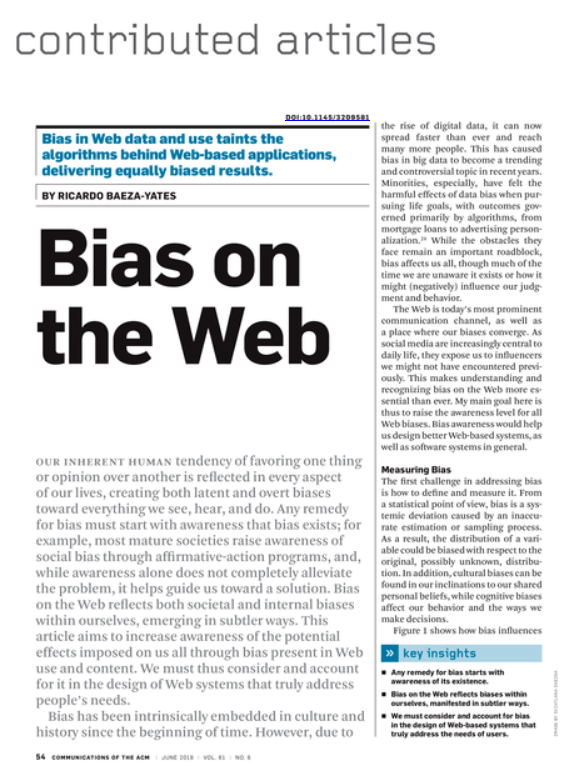 contributed articles
DOI:10.1145/3209581
Bias in Web data and use taints the
algorithms behind Web-based applications,
delivering equally biased results.
BY RICARDO BAEZA-YATES
Bias on
the Web
OUR INHERENT HUMAN tendency of favoring one thing
or opinion over another is reflected in every aspect
of our lives, creating both latent and overt biases
toward everything we see, hear, and do. Any remedy
for bias must start with awareness that bias exists; for
example, most mature societies raise awareness of
social bias through affirmative-action programs, and,
while awareness alone does not completely alleviate
the problem, it helps guide us toward a solution. Bias
on the Web reflects both societal and internal biases
within ourselves, emerging in subtler ways. This
article aims to increase awareness of the potential
effects imposed on us all through bias present in Web
use and content. We must thus consider and account
for it in the design of Web systems that truly address
people's needs.
Bias has been intrinsically embedded in culture and
history since the beginning of time. However, due to
the rise of digital data, it can now
spread faster than ever and reach
many more people. This has caused
bias in big data to become a trending
and controversial topic in recent years.
Minorities, especially, have felt the
harmful effects of data bias when pur-
suing life goals, with outcomes gov-
erned primarily by algorithms, from
mortgage loans to advertising person-
alization. While the obstacles they
face remain an important roadblock,
bias affects us all, though much of the
time we are unaware it exists or how it
might (negatively) influence our judg-
ment and behavior.
The Web is today's most prominent
communication channel, as well as
a place where our biases converge. As
social media are increasingly central to
daily life, they expose us to influencers
we might not have encountered previ-
ously. This makes understanding and
recognizing bias on the Web more es-
sential than ever. My main goal here is
thus to raise the awareness level for all
Web biases. Bias awareness would help
us design better Web-based systems, as
well as software systems in general.
Measuring Bias
The first challenge in addressing bias
is how to define and measure it. From
a statistical point of view, bias is a sys-
temic deviation caused by an inaccu-
rate estimation or sampling process.
As a result, the distribution of a vari-
able could be biased with respect to the
original, possibly unknown, distribu-
tion. In addition, cultural biases can be
found in our inclinations to our shared
personal beliefs, while cognitive biases
affect our behavior and the ways we
make decisions.
Figure 1 shows how bias influences
» key insights
■ Any remedy for bias starts with
awareness of its existence.
■ Bias on the Web reflects biases within
ourselves, manifested in subtler ways.
■ We must consider and account for bias
in the design of Web-based systems that
truly address the needs of users.
54 COMMUNICATIONS OF THE ACM | JUNE 2018 | VOL. 61 | NO. 6